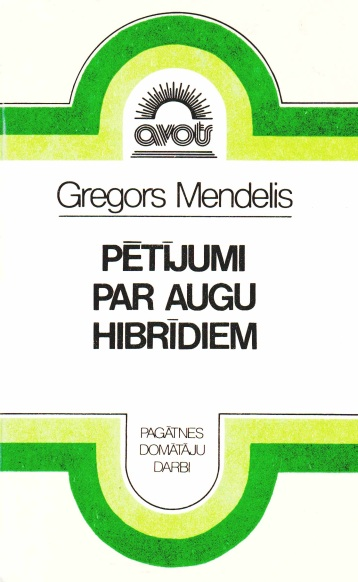 avots
Gregors Mendelis
PĒTĪJUMI
PAR AUGU
HIBRĪDIEM
PAGĀTNES
DOMĀTĀJU
DARBI